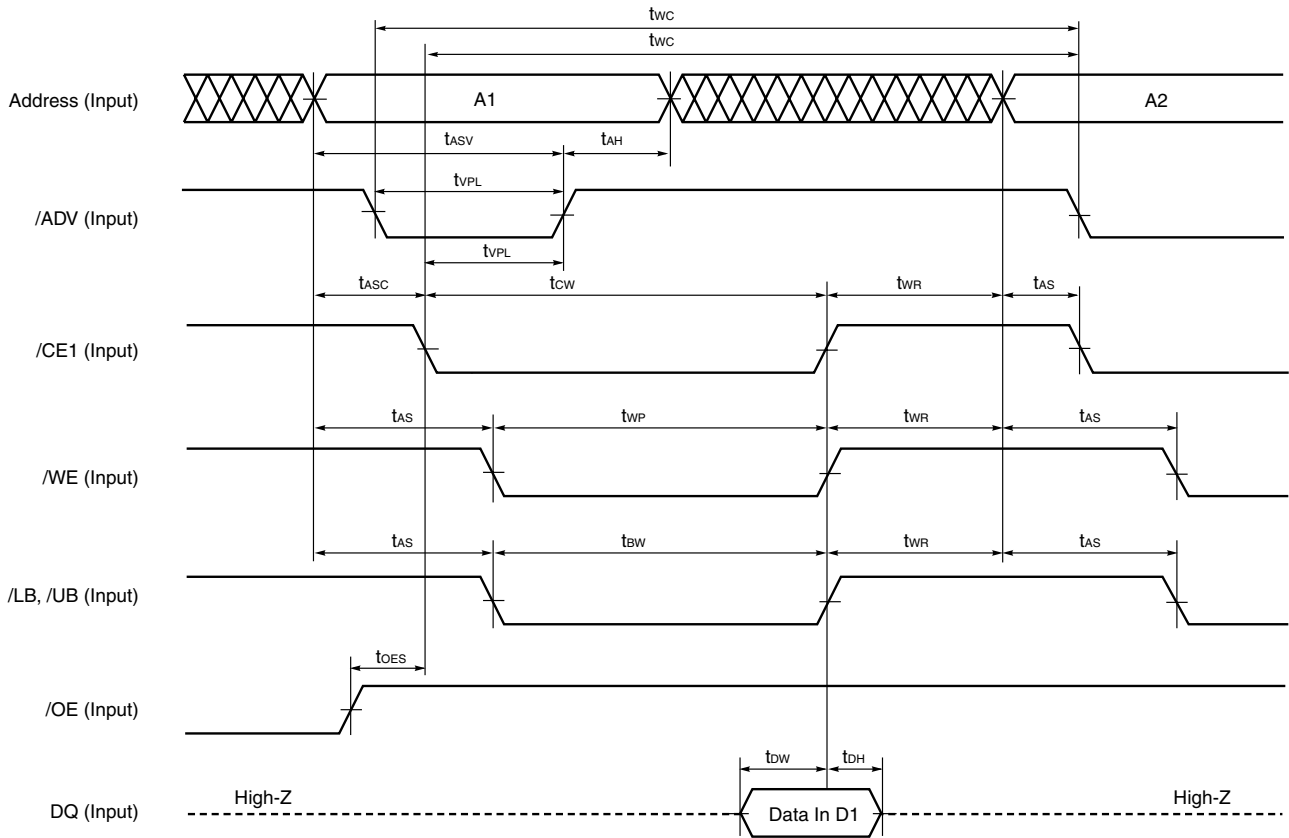 tWC
tWC
Address (Input)
A1
A2
tASV
tAH
tVPL
/ADV (Input)
tVPL
tASC
tCW
tWR
tAS
/CE1 (Input)
tAS
tWP
tWR
tAS
/WE (Input)
tAS
tBW
tWR
tAS
/LB, /UB (Input)
tOES
/OE (Input)
tDW
tDH
High-Z
High-Z
DQ (Input)
Data In D1